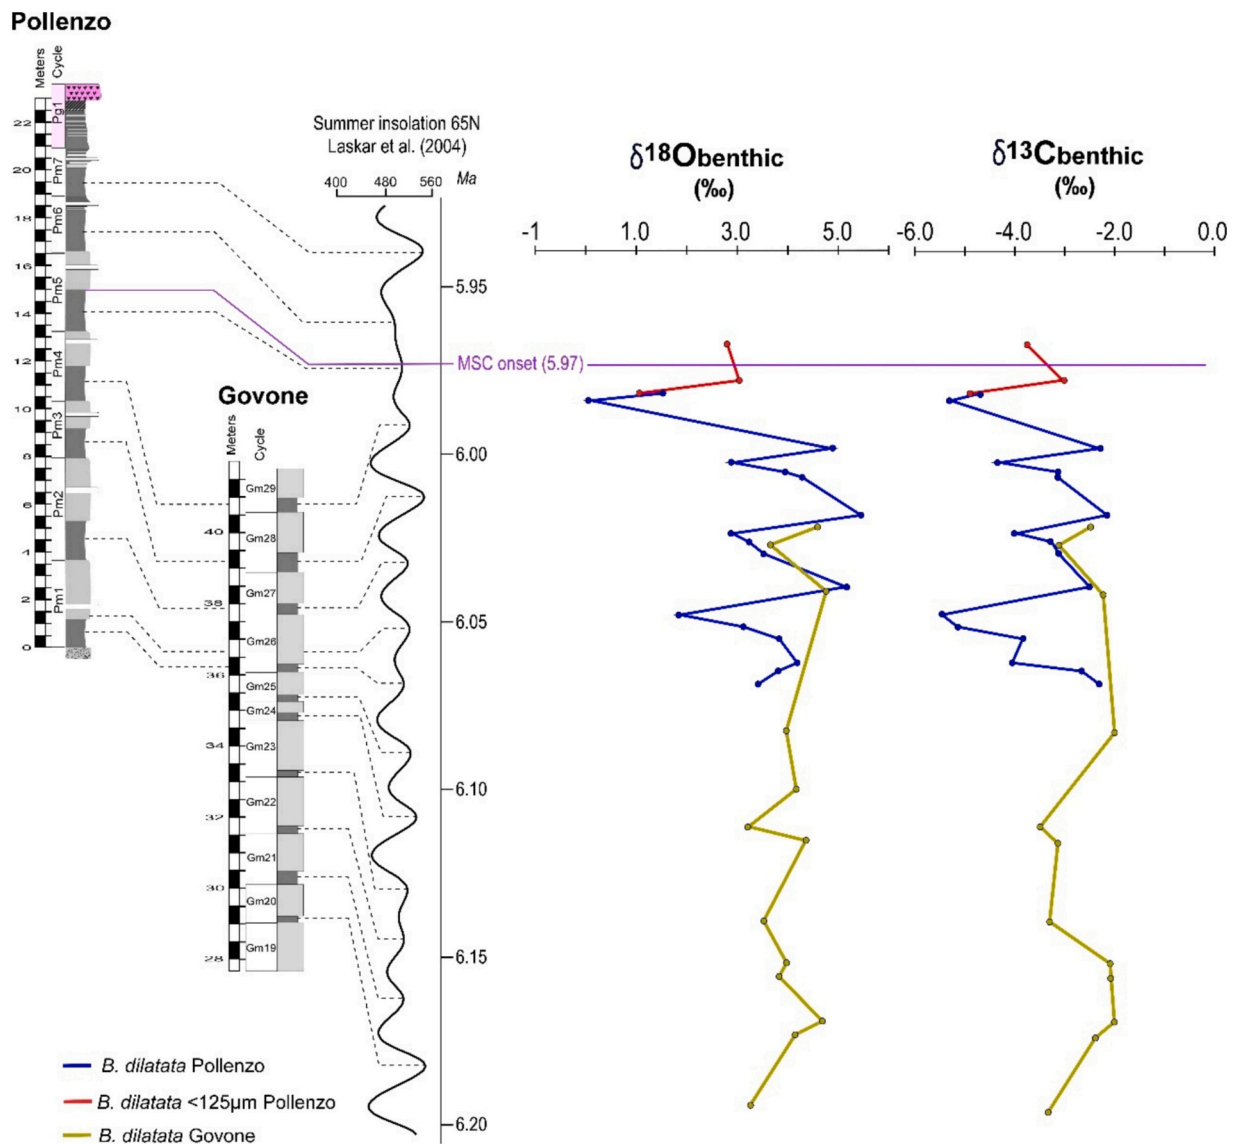 Pollenzo
Meters
Cycle
22
20
18
16
14
12
10
8
6
2
0
Pg1
Pm7
Pm6
Pm5
Pm4
Pm3
Pm2
Pm1
Summer insolation 65N
Laskar et al. (2004)
400 480 560 Ma
5.95
MSC onset (5.97)
6.00
6.05
6.10
6.15
6.20
Govone
Meters
Cycle
40
38
36
34
32
30
28
Gm29
Gm28
Gm27
Gm26
Gm25
Gm24
Gm23
Gm22
Gm21
Gm20
Gm19
δ18Obenthic
(‰)
-1 1.0 3.0 5.0
δ13Cbenthic
(‰)
-6.0 -4.0 -2.0 0.0
B. dilatata Pollenzo
B. dilatata <125µm Pollenzo
B. dilatata Govone